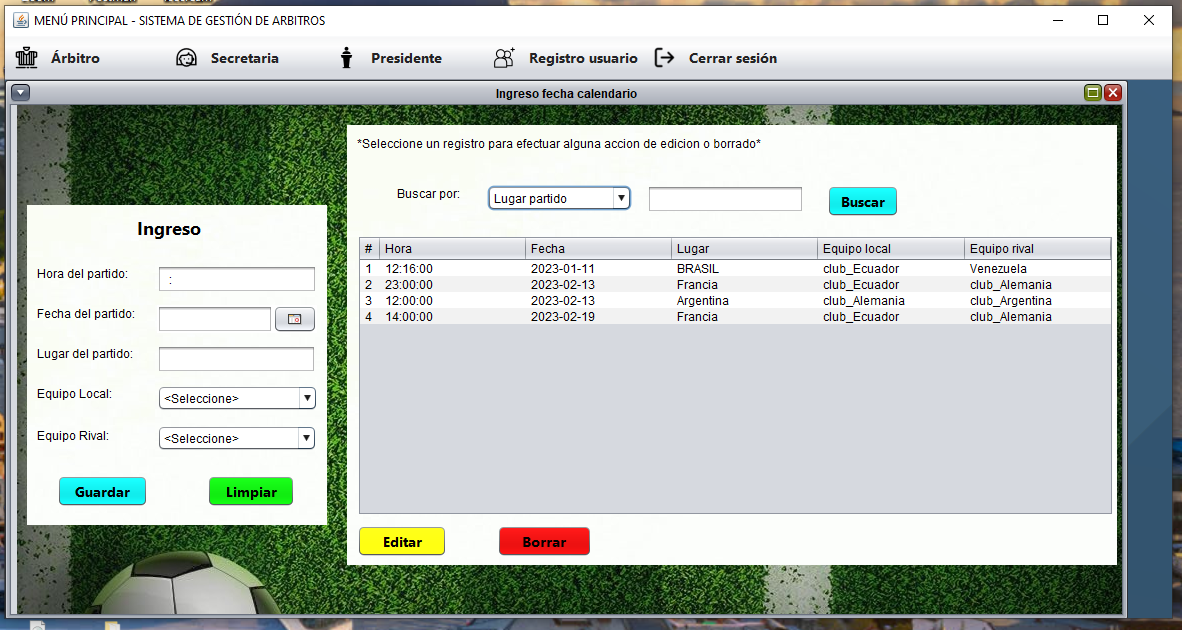 MENÚ PRINCIPAL - SISTEMA DE GESTIÓN DE ARBITROS
Árbitro Secretaria Presidente Registro usuario Cerrar sesión
Ingreso fecha calendario
*Seleccione un registro para efectuar alguna accion de edicion o borrado*
Buscar por: Lugar partido Buscar
Ingreso
Hora del partido: :
Fecha del partido:
Lugar del partido:
Equipo Local: <Seleccione>
Equipo Rival: <Seleccione>
Guardar Limpiar
# Hora Fecha Lugar Equipo local Equipo rival
1 12:16:00 2023-01-11 BRASIL club_Ecuador Venezuela
2 23:00:00 2023-02-13 Francia club_Ecuador club_Alemania
3 12:00:00 2023-02-13 Argentina club_Alemania club_Argentina
4 14:00:00 2023-02-19 Francia club_Ecuador club_Alemania
Editar Borrar